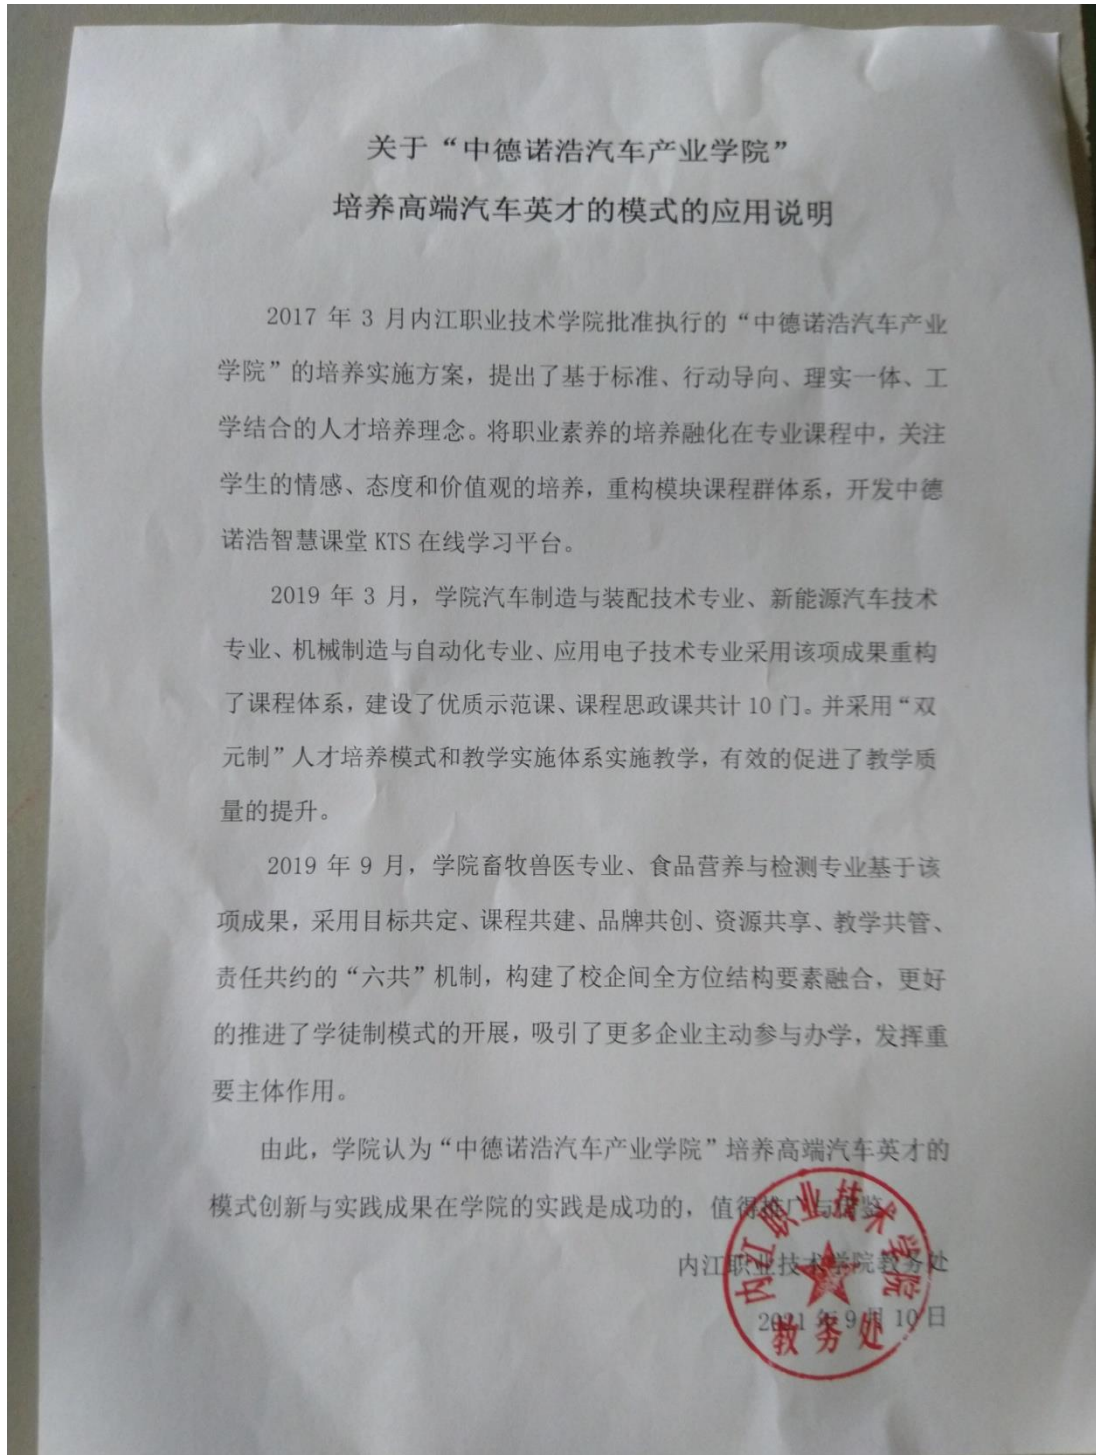 关于“中德诺浩汽车产业学院”
培养高端汽车英才的模式的应用说明
2017 年 3 月内江职业技术学院批准执行的“中德诺浩汽车产业
学院”的培养实施方案，提出了基于标准、行动导向、理实一体、工
学结合的人才培养理念。将职业素养的培养融化在专业课程中，关注
学生的情感、态度和价值观的培养，重构模块课程群体系，开发中德
诺浩智慧课堂 KTS 在线学习平台。
2019 年 3 月，学院汽车制造与装配技术专业、新能源汽车技术
专业、机械制造与自动化专业、应用电子技术专业采用该项成果重构
了课程体系，建设了优质示范课、课程思政课共计 10 门。并采用“双
元制”人才培养模式和教学实施体系实施教学，有效的促进了教学质
量的提升。
2019 年 9 月，学院畜牧兽医专业、食品营养与检测专业基于该
项成果，采用目标共定、课程共建、品牌共创、资源共享、教学共管、
责任共约的“六共”机制，构建了校企间全方位结构要素融合，更好
的推进了学徒制模式的开展，吸引了更多企业主动参与办学，发挥重
要主体作用。
由此，学院认为“中德诺浩汽车产业学院”培养高端汽车英才的
模式创新与实践成果在学院的实践是成功的，值得推广与借鉴
内江职业技术学院教务处
2021 年 9 月 10 日
内江职业技术学院
教务处